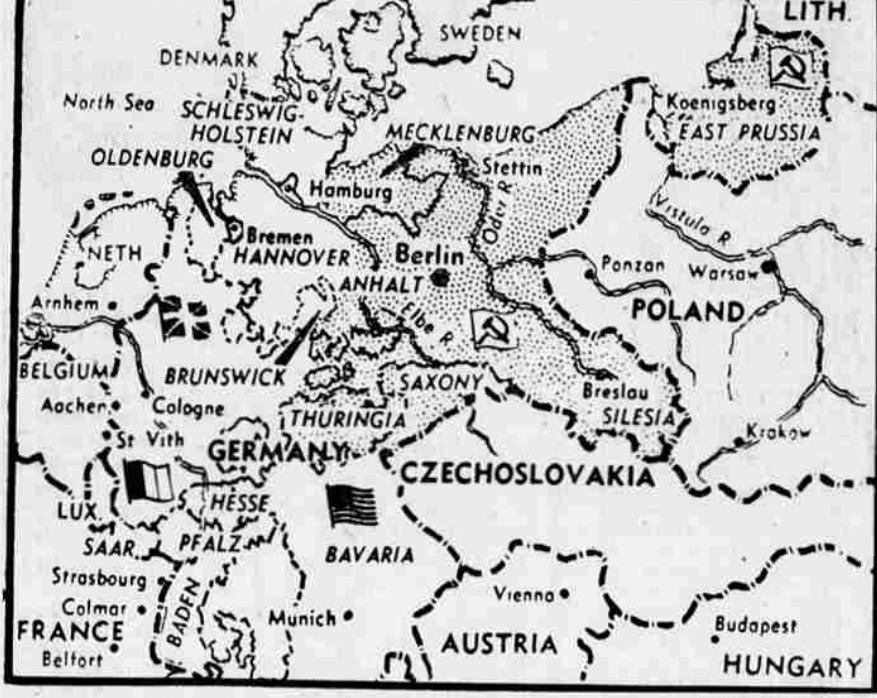 LITH.
SWEDEN
DENMARK
North Sea
SCHLESWIG-
HOLSTEIN
MECKLENBURG
Koenigsberg
EAST PRUSSIA
OLDENBURG
Stettin
Hamburg
Oder R.
Vistula R.
Bremen
HANNOVER
NETH
Berlin
ANHALT
Ponzan
Warsaw
POLAND
Arnhem
Elbe R.
BELGIUM
BRUNSWICK
SAXONY
Breslau
SILESIA
Aachen
Cologne
THURINGIA
St Vith
GERMANY
Krakow
CZECHOSLOVAKIA
LUX.
HESSE
SAAR
PFALZ
BAVARIA
Strasbourg
Colmar
BADEN
Munich
Vienna
Budapest
FRANCE
Belfort
AUSTRIA
HUNGARY